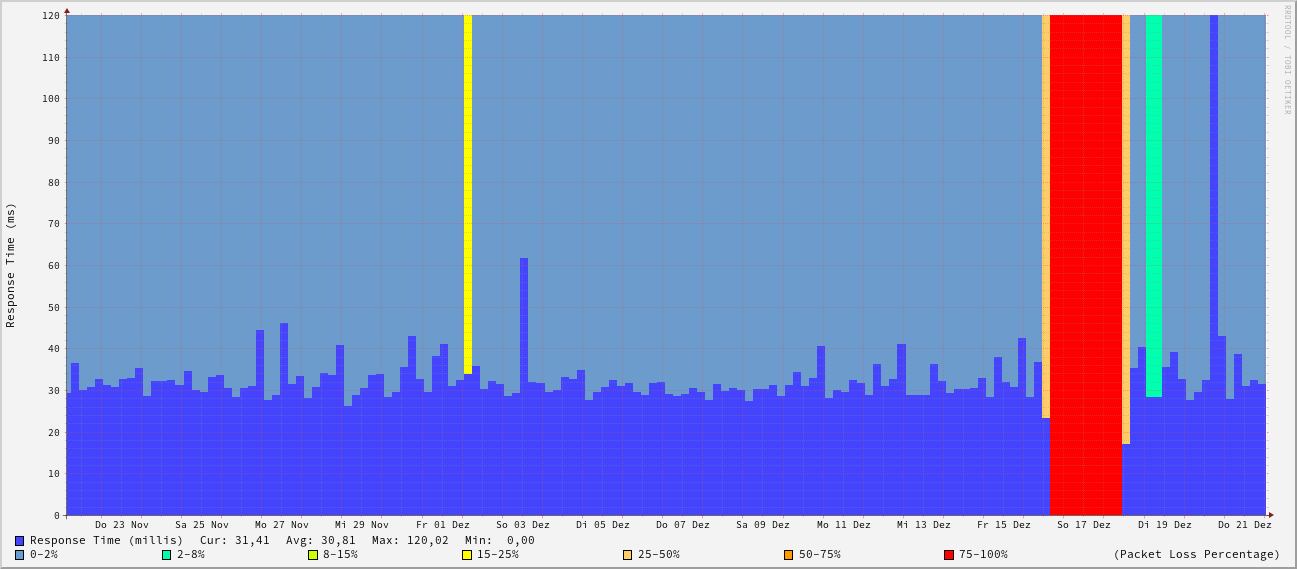 RRDTOOL / TOBI OETIKER
Response Time (ms)
120
110
100
90
80
70
60
50
40
30
20
10
0
Do 23 Nov Sa 25 Nov Mo 27 Nov Mi 29 Nov Fr 01 Dez So 03 Dez Di 05 Dez Do 07 Dez Sa 09 Dez Mo 11 Dez Mi 13 Dez Fr 15 Dez So 17 Dez Di 19 Dez Do 21 Dez
Response Time (millis) Cur: 31,41 Avg: 30,81 Max: 120,02 Min: 0,00
0-2% 2-8% 8-15% 15-25% 25-50% 50-75% 75-100% (Packet Loss Percentage)